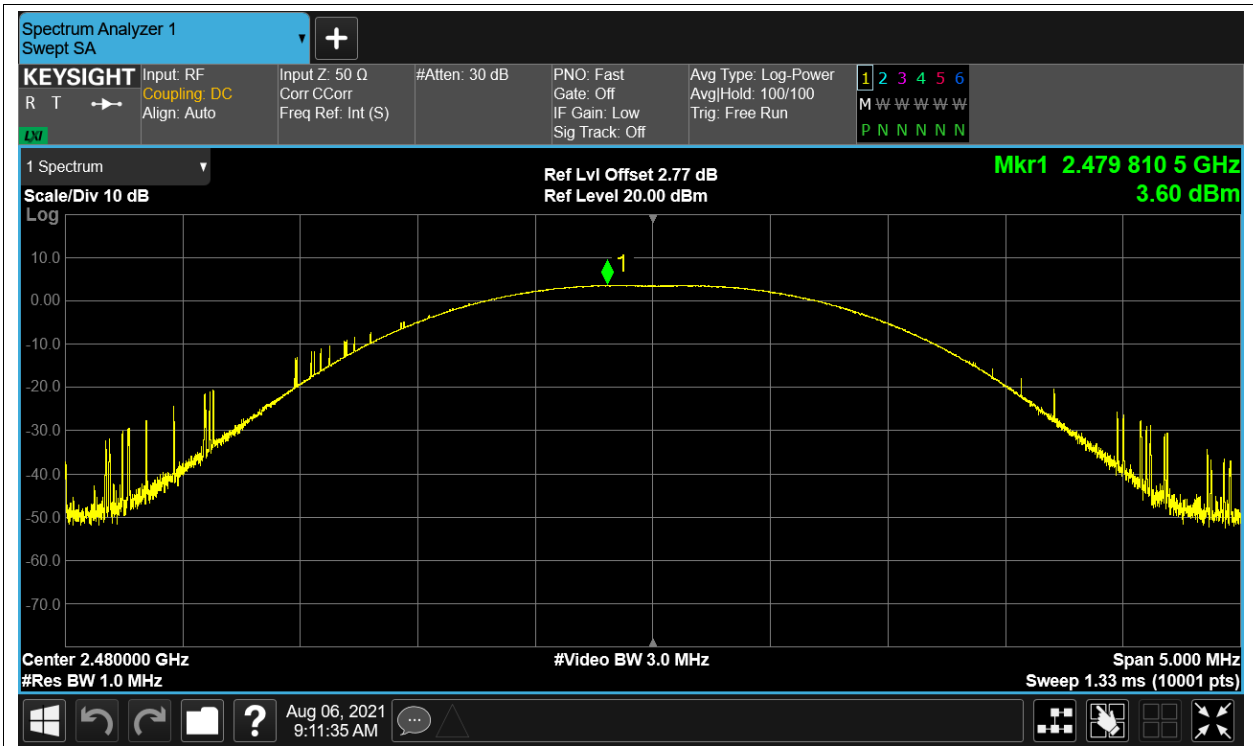 Spectrum Analyzer 1
Swept SA
+
KEYSIGHT
R T
LXI
Input: RF
Coupling: DC
Align: Auto
Input Z: 50 Ω
Corr CCorr
Freq Ref: Int (S)
#Atten: 30 dB
PNO: Fast
Gate: Off
IF Gain: Low
Sig Track: Off
Avg Type: Log-Power
Avg|Hold: 100/100
Trig: Free Run
1 2 3 4 5 6
M W W W W W
P N N N N N
1 Spectrum
Scale/Div 10 dB
Log
Ref Lvl Offset 2.77 dB
Ref Level 20.00 dBm
Mkr1 2.479 810 5 GHz
3.60 dBm
1
10.0
0.00
-10.0
-20.0
-30.0
-40.0
-50.0
-60.0
-70.0
Center 2.480000 GHz
#Res BW 1.0 MHz
#Video BW 3.0 MHz
Span 5.000 MHz
Sweep 1.33 ms (10001 pts)
?
Aug 06, 2021
9:11:35 AM